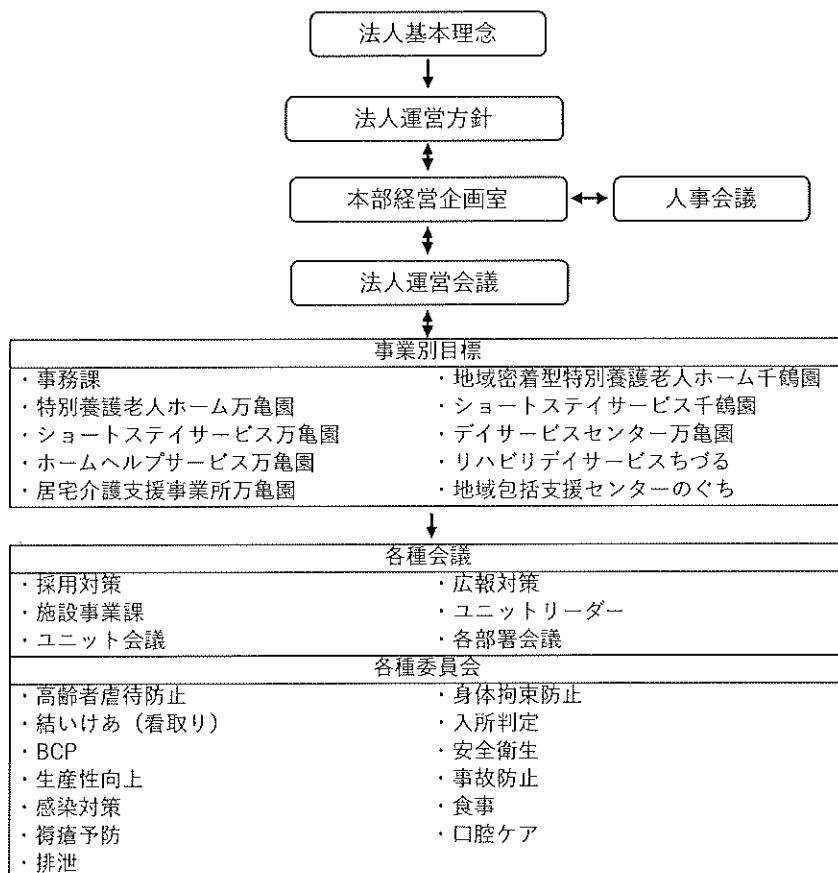 法人基本理念
法人運営方針
本部経営企画室
人事会議
法人運営会議
事業別目標
・事務課
・地域密着型特別養護老人ホーム千鶴園
・特別養護老人ホーム万亀園
・ショートステイサービス千鶴園
・ショートステイサービス万亀園
・デイサービスセンター万亀園
・ホームヘルプサービス万亀園
・リハビリデイサービスちづる
・居宅介護支援事業所万亀園
・地域包括支援センターのぐち
各種会議
・採用対策
・広報対策
・施設事業課
・ユニットリーダー
・ユニット会議
・各部署会議
各種委員会
・高齢者虐待防止
・身体拘束防止
・結いけあ（看取り）
・入所判定
・BCP
・安全衛生
・生産性向上
・事故防止
・感染対策
・食事
・褥瘡予防
・口腔ケア
・排泄